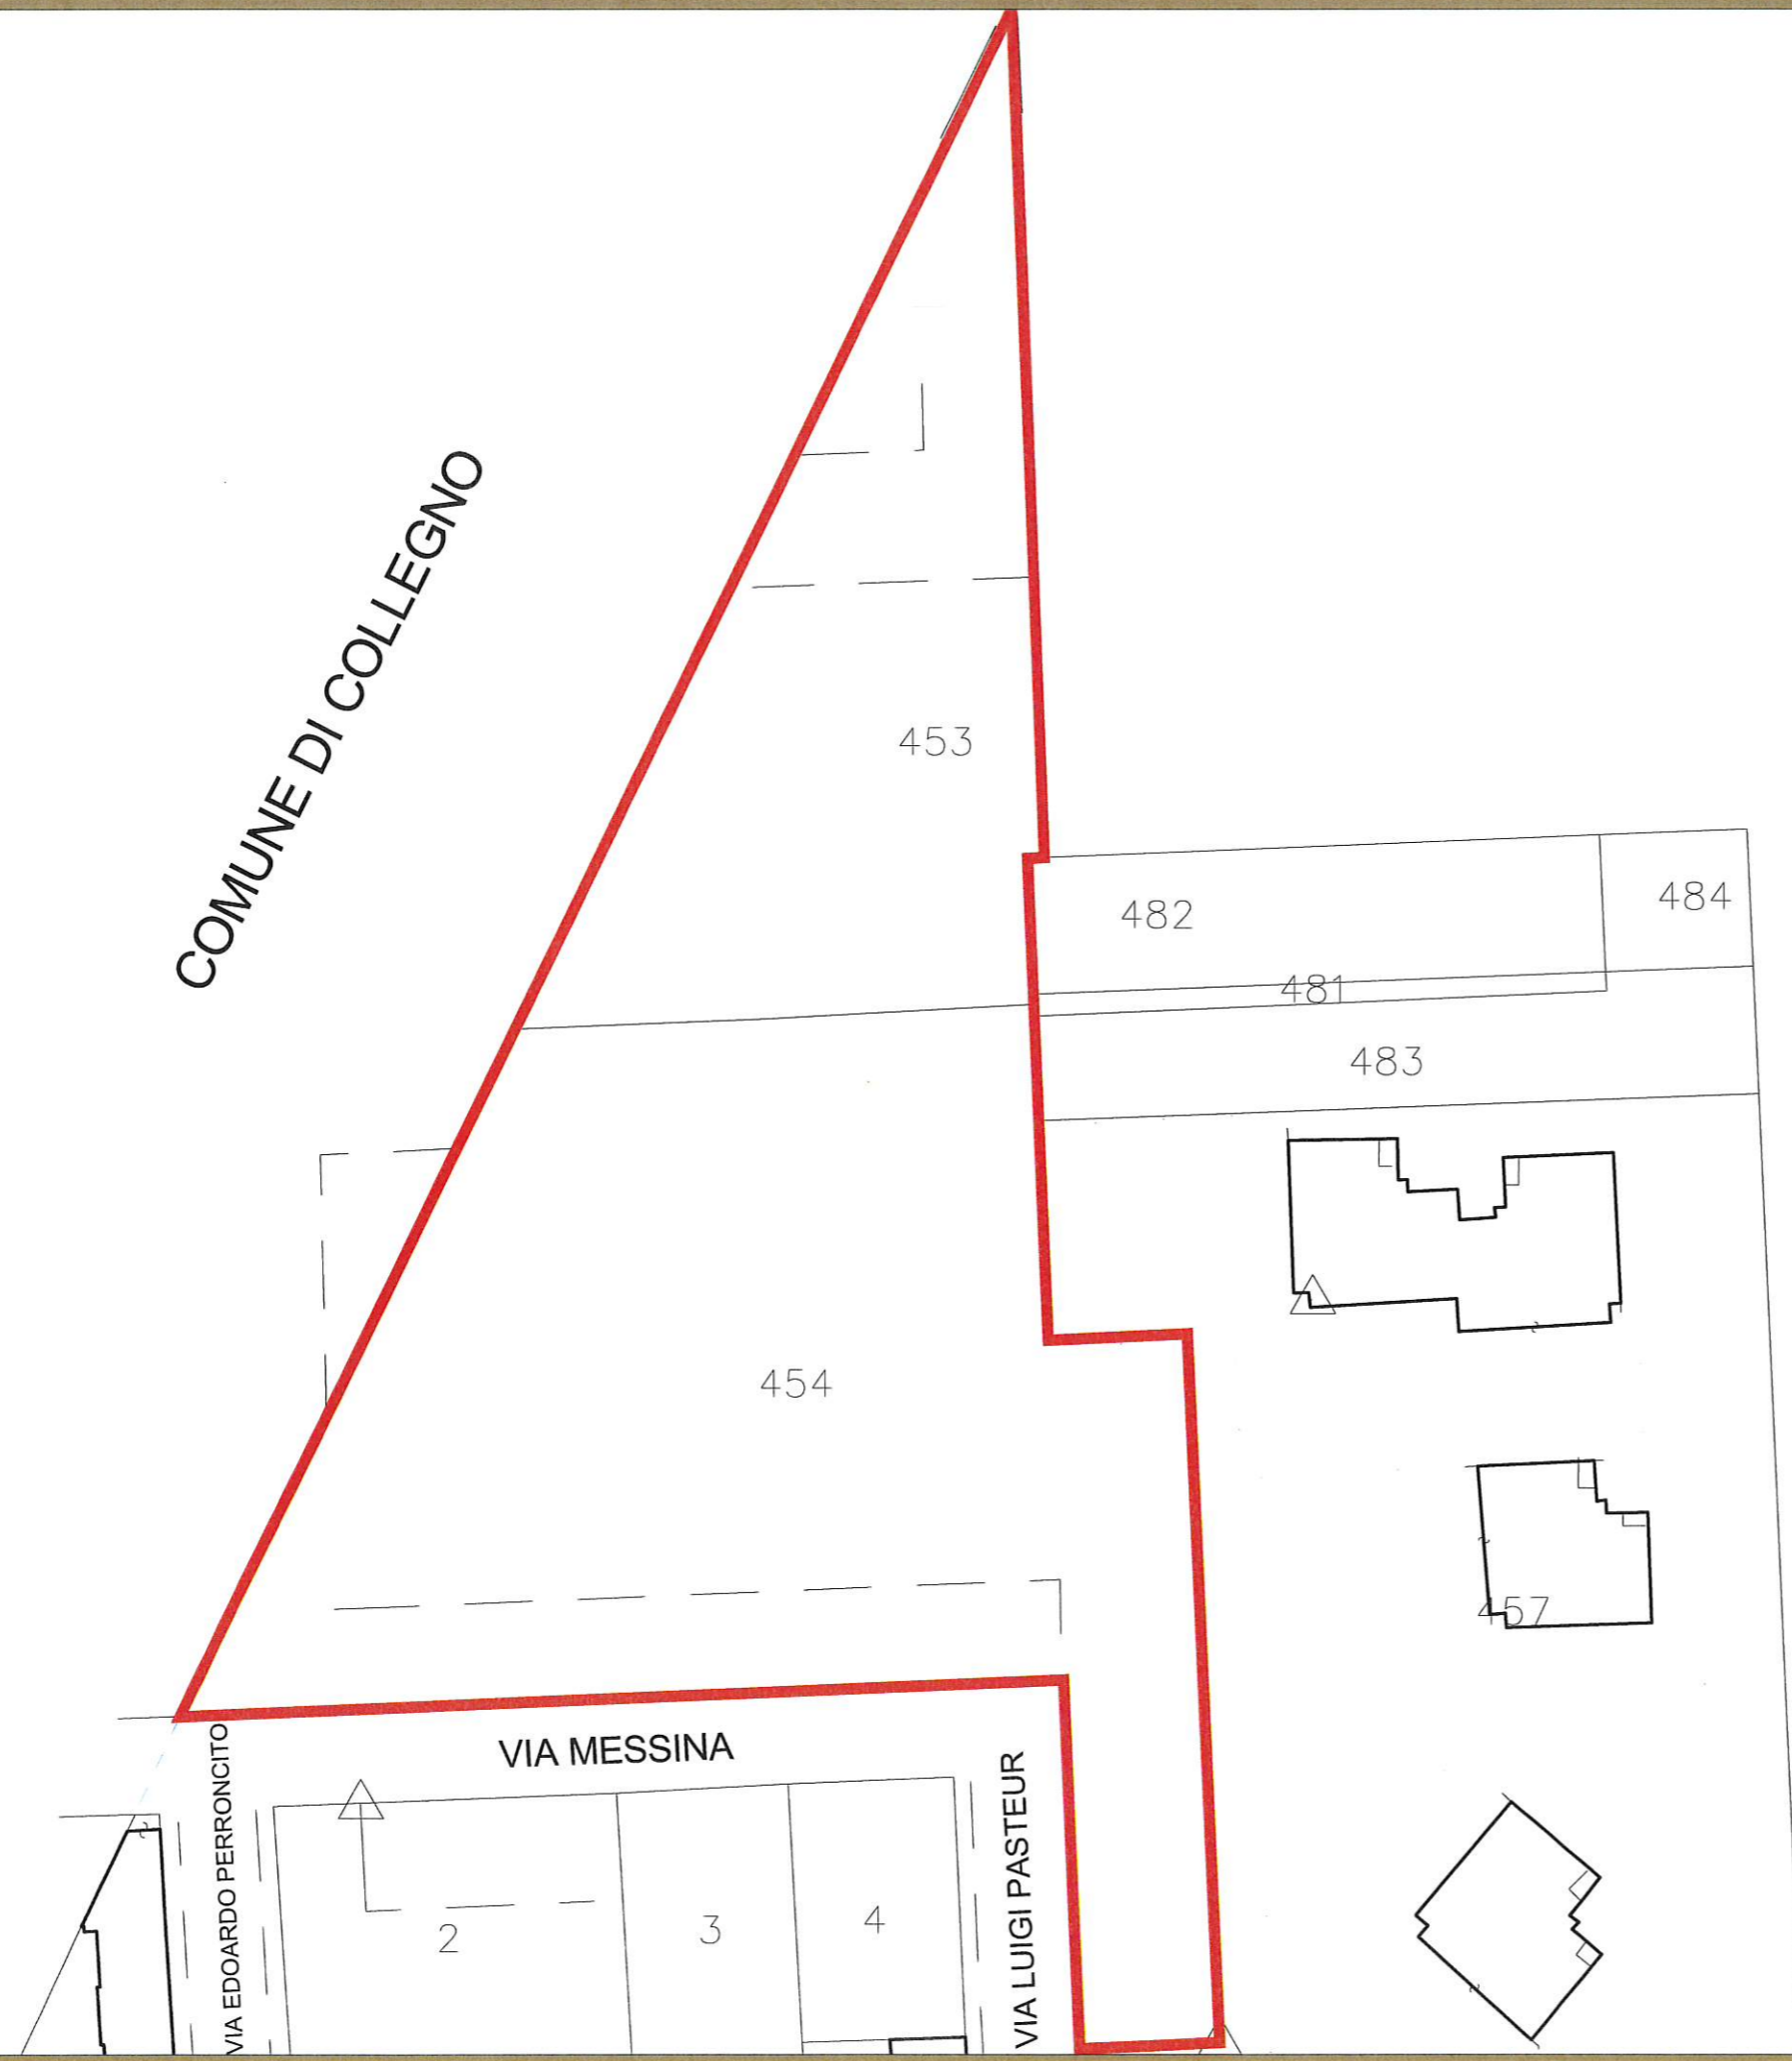 COMUNE DI COLLEGNO
453
482
484
481
483
454
457
VIA MESSINA
VIA EDOARDO PERRONCITO
VIA LUIGI PASTEUR
2
3
4